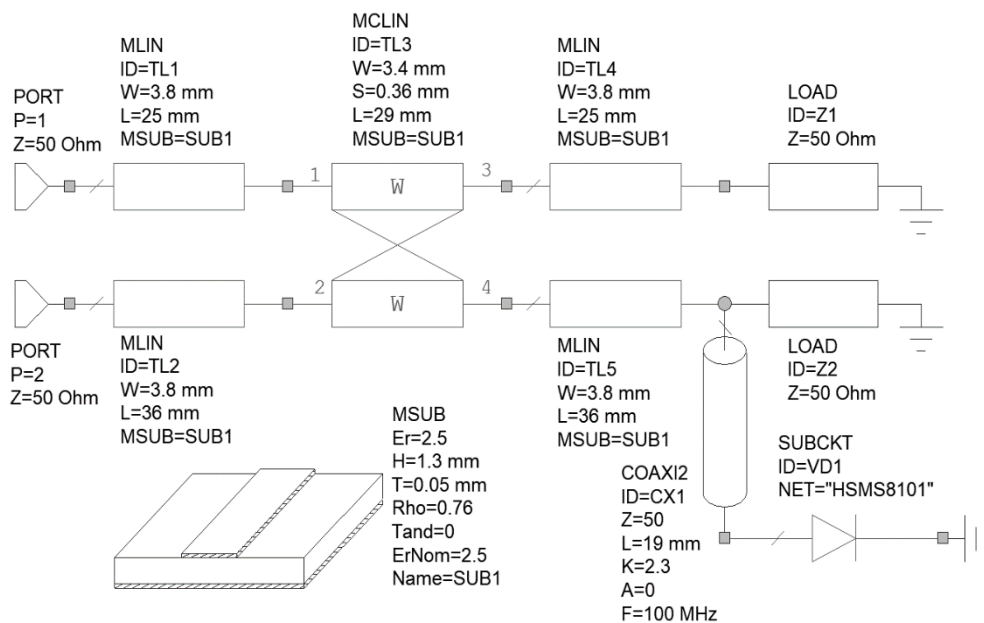 MLIN
ID=TL1
W=3.8 mm
L=25 mm
MSUB=SUB1
MCLIN
ID=TL3
W=3.4 mm
S=0.36 mm
L=29 mm
MSUB=SUB1
MLIN
ID=TL4
W=3.8 mm
L=25 mm
MSUB=SUB1
LOAD
ID=Z1
Z=50 Ohm
PORT
P=1
Z=50 Ohm
1
W
3
2
W
4
PORT
P=2
Z=50 Ohm
MLIN
ID=TL2
W=3.8 mm
L=36 mm
MSUB=SUB1
MLIN
ID=TL5
W=3.8 mm
L=36 mm
MSUB=SUB1
LOAD
ID=Z2
Z=50 Ohm
MSUB
Er=2.5
H=1.3 mm
T=0.05 mm
Rho=0.76
Tand=0
ErNom=2.5
Name=SUB1
COAXI2
ID=CX1
Z=50
L=19 mm
K=2.3
A=0
F=100 MHz
SUBCKT
ID=VD1
NET="HSMS8101"